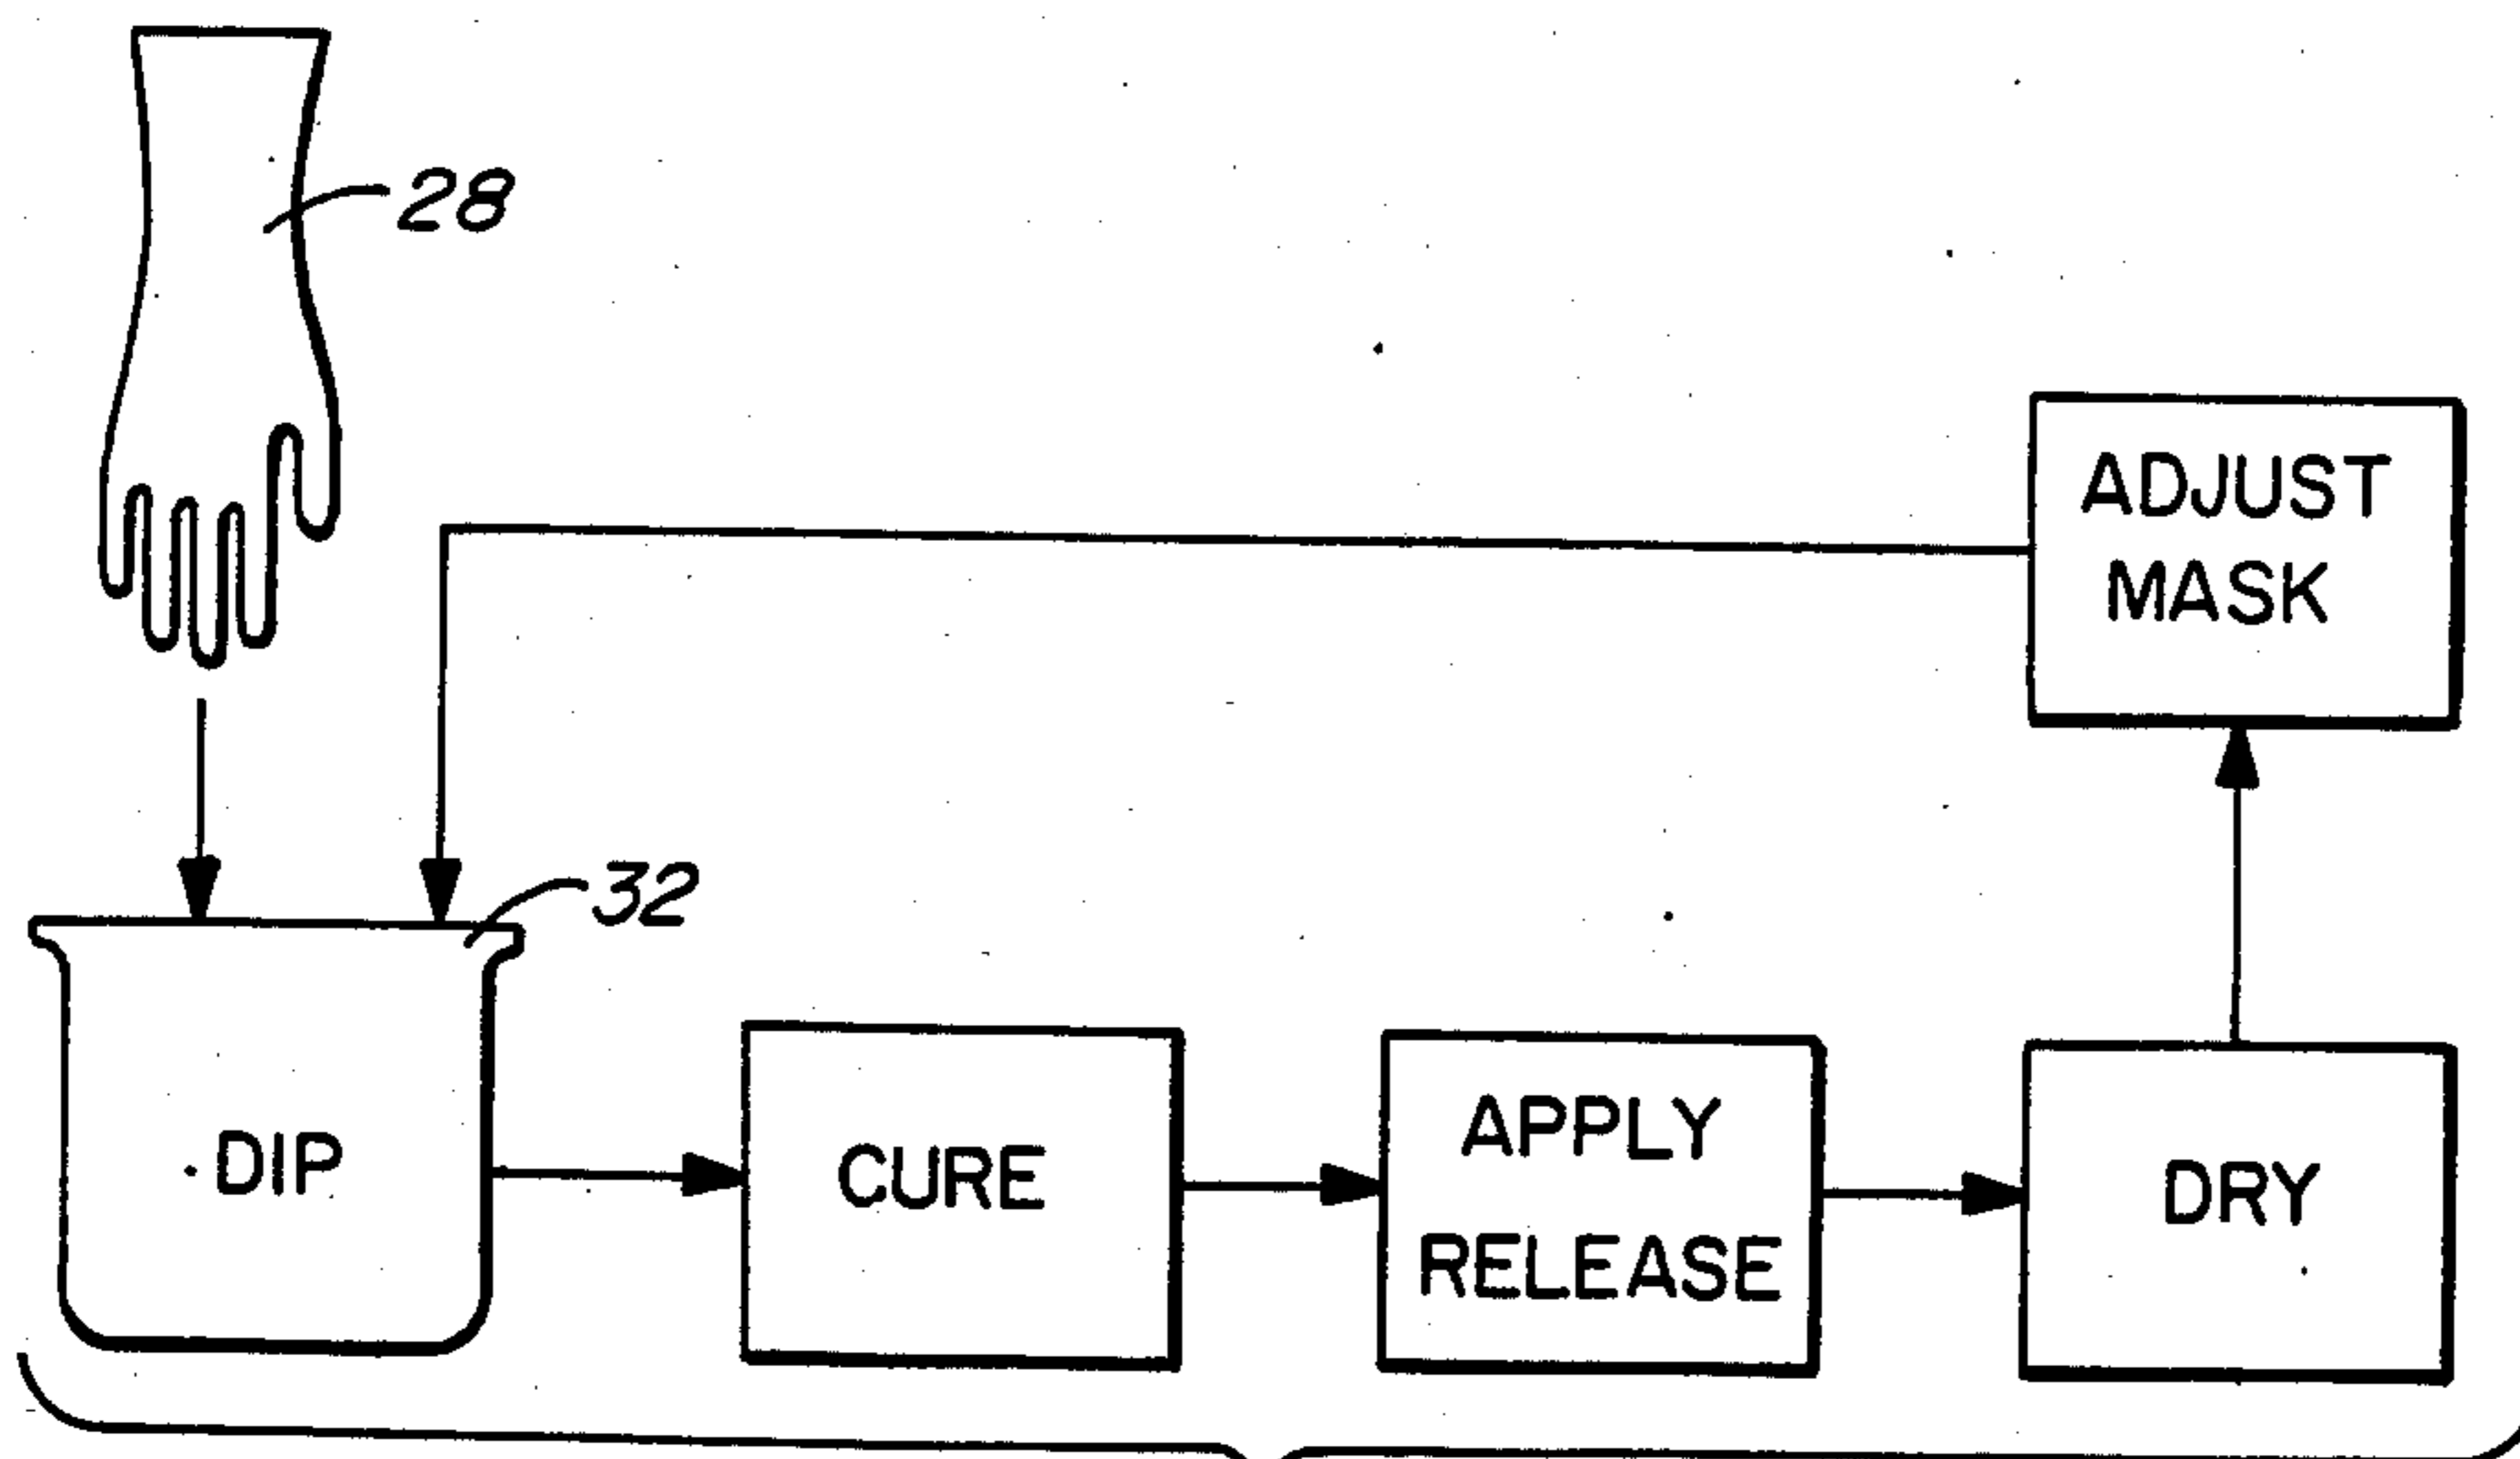 28
ADJUST
MASK
32
DIP
CURE
APPLY
RELEASE
DRY